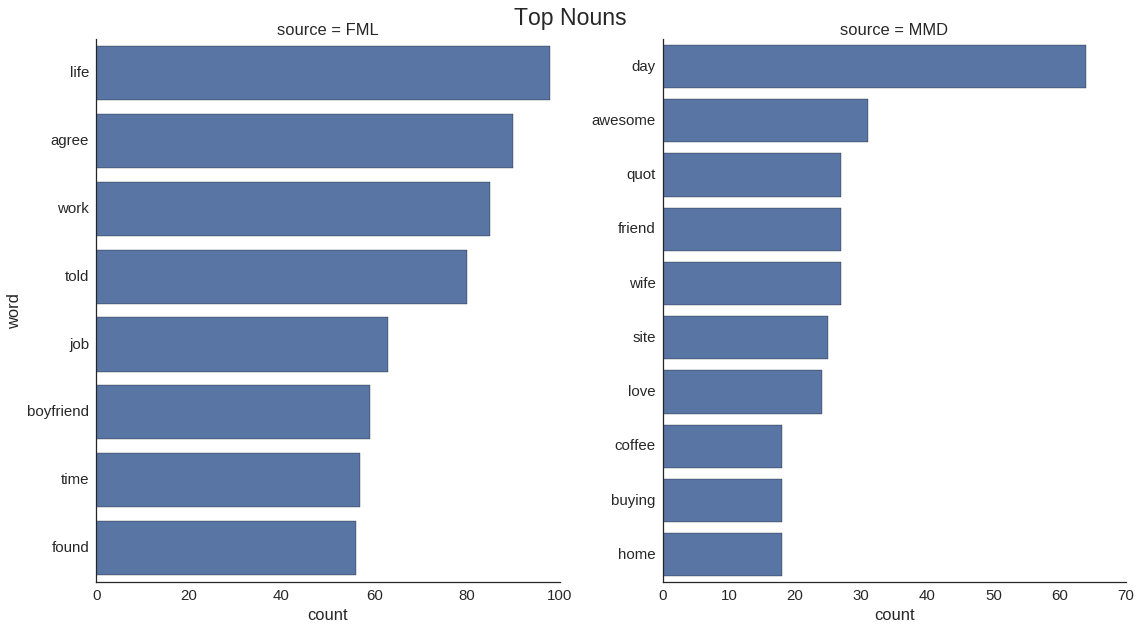 Top Nouns
source = FML
life
agree
work
told
job
boyfriend
time
found
word
0 20 40 60 80 100
count
source = MMD
day
awesome
quot
friend
wife
site
love
coffee
buying
home
0 10 20 30 40 50 60 70
count